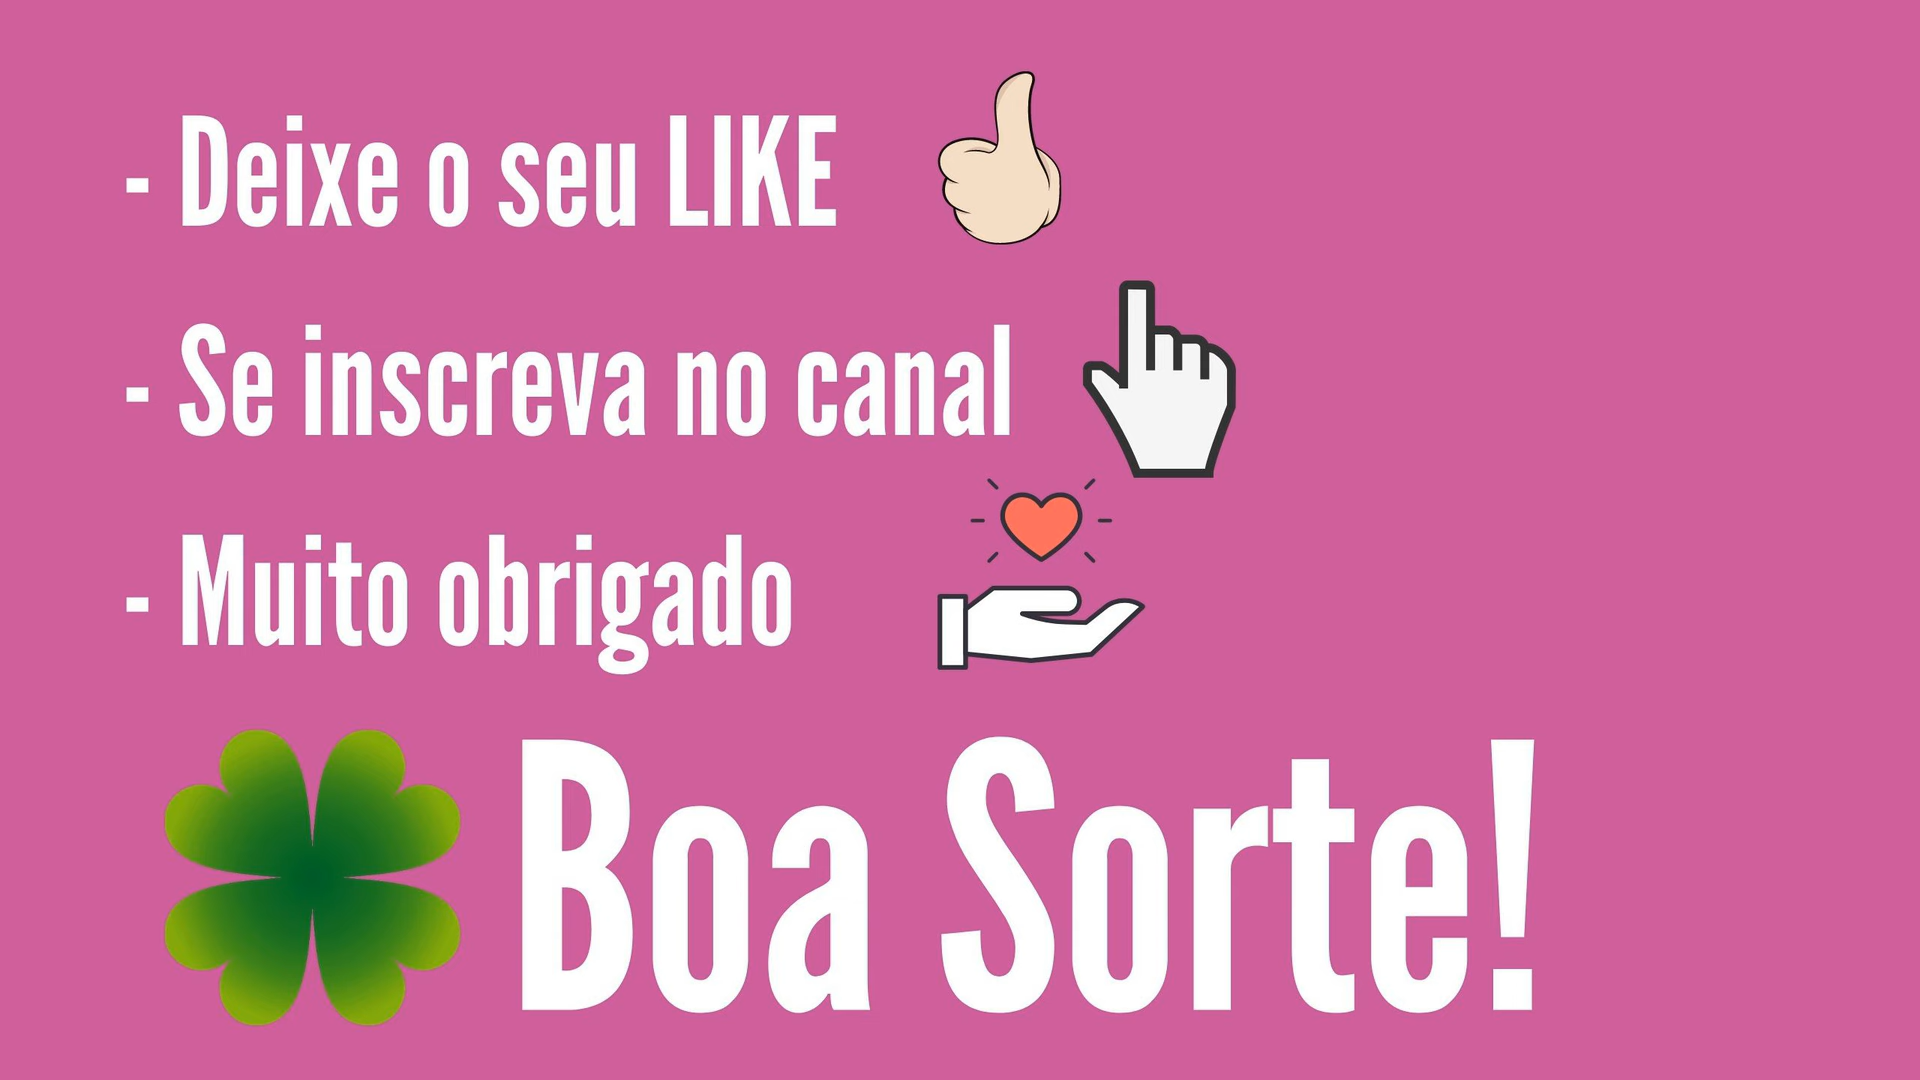 - Deixe o seu LIKE
- Se inscreva no canal
- Muito obrigado
Boa Sorte!